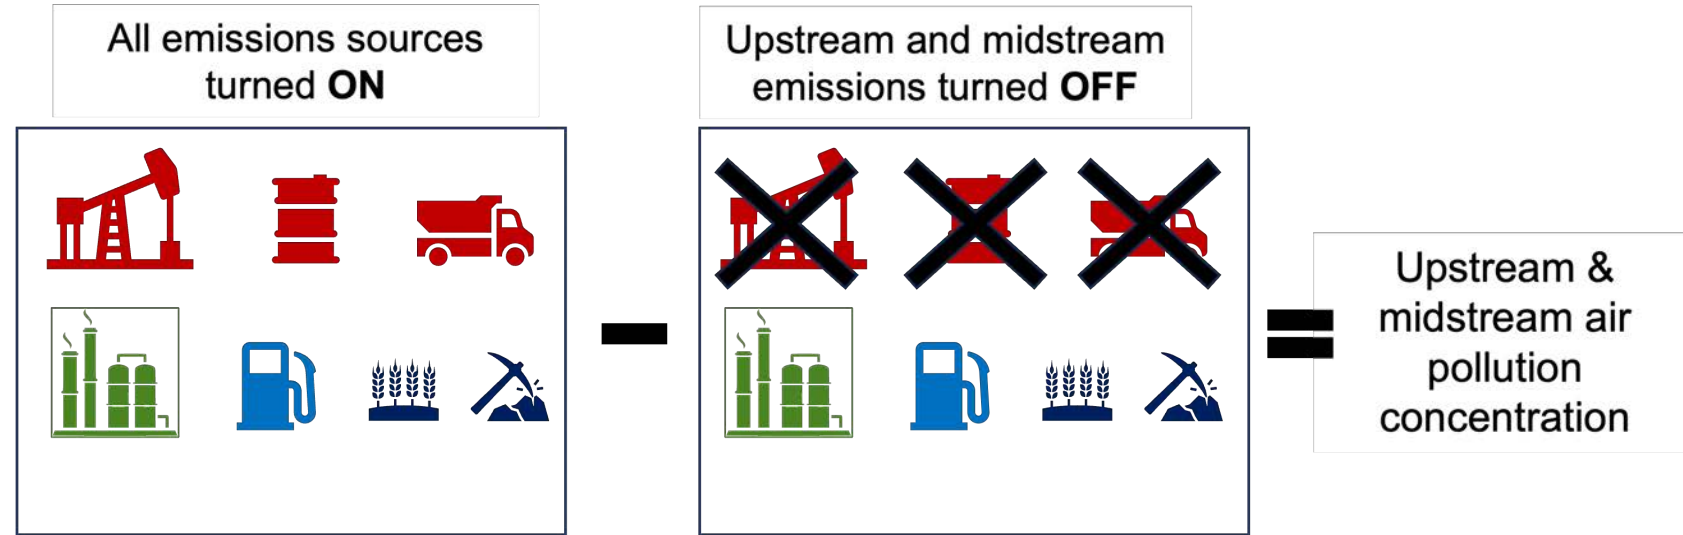 All emissions sources
turned ON
Upstream and midstream
emissions turned OFF
Upstream &
midstream air
pollution
concentration